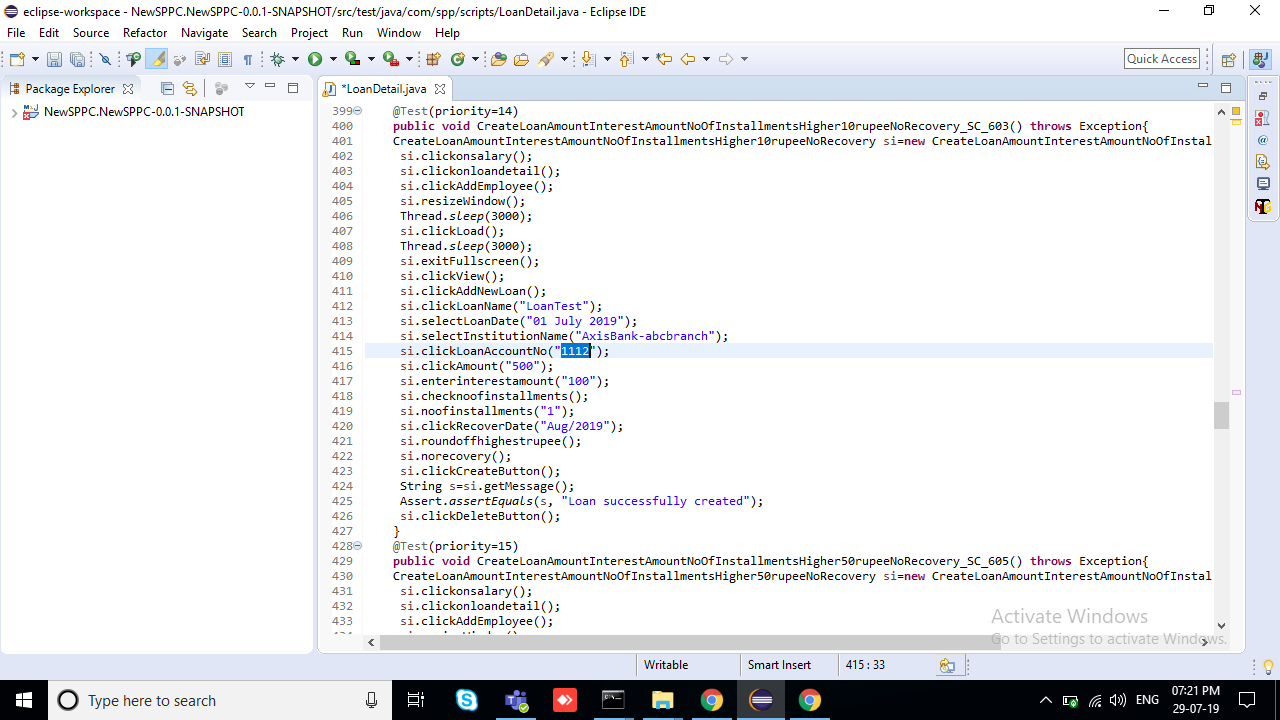 eclipse-workspace - NewSPPC.NewSPPC-0.0.1-SNAPSHOT/src/test/java/com/spp/scripts/LoanDetail.java - Eclipse IDE
File Edit Source Refactor Navigate Search Project Run Window Help
Quick Access
Package Explorer
*LoanDetail.java
NewSPPC.NewSPPC-0.0.1-SNAPSHOT
399 @Test(priority=14)
400 public void CreateLoanAmountInterestAmountNoOfInstallmentsHigher10rupeeNoRecovery_SC_603() throws Exception{
401 CreateLoanAmountInterestAmountNoOfInstallmentsHigher10rupeeNoRecovery si=new CreateLoanAmountInterestAmountNoOfInstal
402 si.clickonsalary();
403 si.clickonloandetail();
404 si.clickAddEmployee();
405 si.resizeWindow();
406 Thread.sleep(3000);
407 si.clickLoad();
408 Thread.sleep(3000);
409 si.exitFullscreen();
410 si.clickView();
411 si.clickAddNewLoan();
412 si.clickLoanName("LoanTest");
413 si.selectLoanDate("01 July 2019");
414 si.selectInstitutionName("AxisBank-abcbranch");
415 si.clickLoanAccountNo("1112");
416 si.clickAmount("500");
417 si.enterinterestamount("100");
418 si.checknoofinstallments();
419 si.noofinstallments("1");
420 si.clickRecoverDate("Aug/2019");
421 si.roundoffhighestrupee();
422 si.norecovery();
423 si.clickCreateButton();
424 String s=si.getMessage();
425 Assert.assertEquals(s, "Loan successfully created");
426 si.clickDeleteButton();
427 }
428 @Test(priority=15)
429 public void CreateLoanAmountInterestAmountNoOfInstallmentsHigher50rupeeNoRecovery_SC_605() throws Exception{
430 CreateLoanAmountInterestAmountNoOfInstallmentsHigher50rupeeNoRecovery si=new CreateLoanAmountInterestAmountNoOfInstal
431 si.clickonsalary();
432 si.clickonloandetail();
433 si.clickAddEmployee();
Activate Windows
Go to Settings to activate Windows.
Writable Smart Insert 415 : 33
Type here to search
ENG
07:21 PM
29-07-19